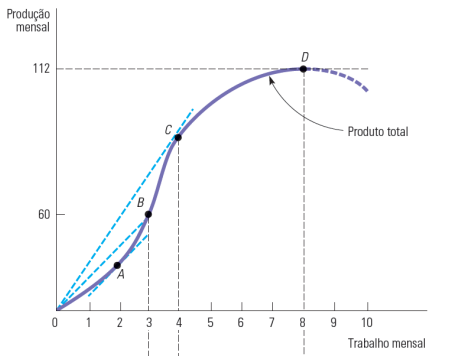 Produção
mensal
112
D
C
Produto total
60
B
A
0 1 2 3 4 5 6 7 8 9 10
Trabalho mensal